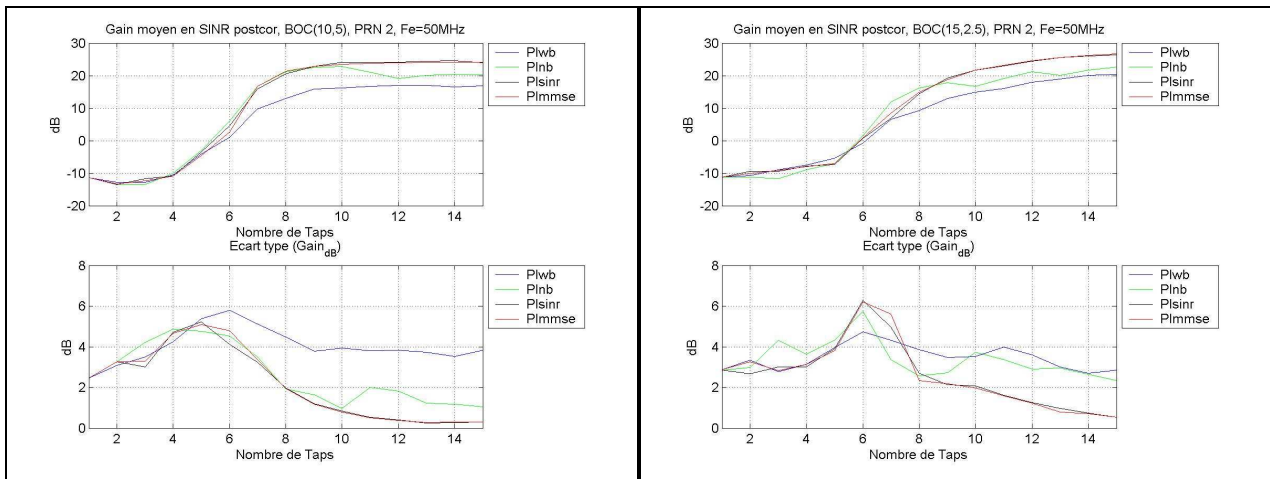 Gain moyen en SINR postcor, BOC(10,5), PRN 2, Fe=50MHz
30
20
10
0
-10
-20
dB
2 4 6 8 10 12 14
Nombre de Taps
Plwb
Plnb
Plsinr
Plmmse
Ecart type (Gain_dB)
8
6
4
2
0
dB
2 4 6 8 10 12 14
Nombre de Taps
Plwb
Plnb
Plsinr
Plmmse
Gain moyen en SINR postcor, BOC(15,2.5), PRN 2, Fe=50MHz
30
20
10
0
-10
-20
dB
2 4 6 8 10 12 14
Nombre de Taps
Plwb
Plnb
Plsinr
Plmmse
Ecart type (Gain_dB)
8
6
4
2
0
dB
2 4 6 8 10 12 14
Nombre de Taps
Plwb
Plnb
Plsinr
Plmmse